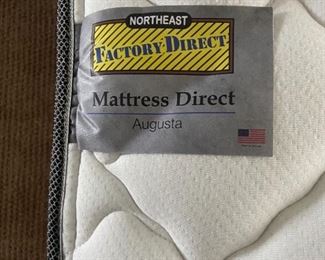 NORTHEAST
FACTORY DIRECT
Mattress Direct
Augusta